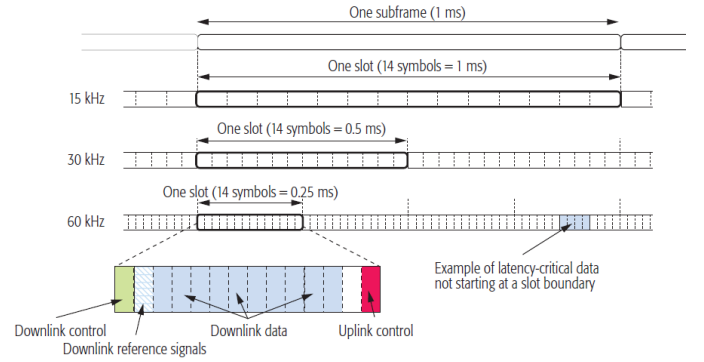 One subframe (1 ms)
One slot (14 symbols = 1 ms)
15 kHz
One slot (14 symbols = 0.5 ms)
30 kHz
One slot (14 symbols = 0.25 ms)
60 kHz
Example of latency-critical data
not starting at a slot boundary
Downlink control
Downlink data
Uplink control
Downlink reference signals